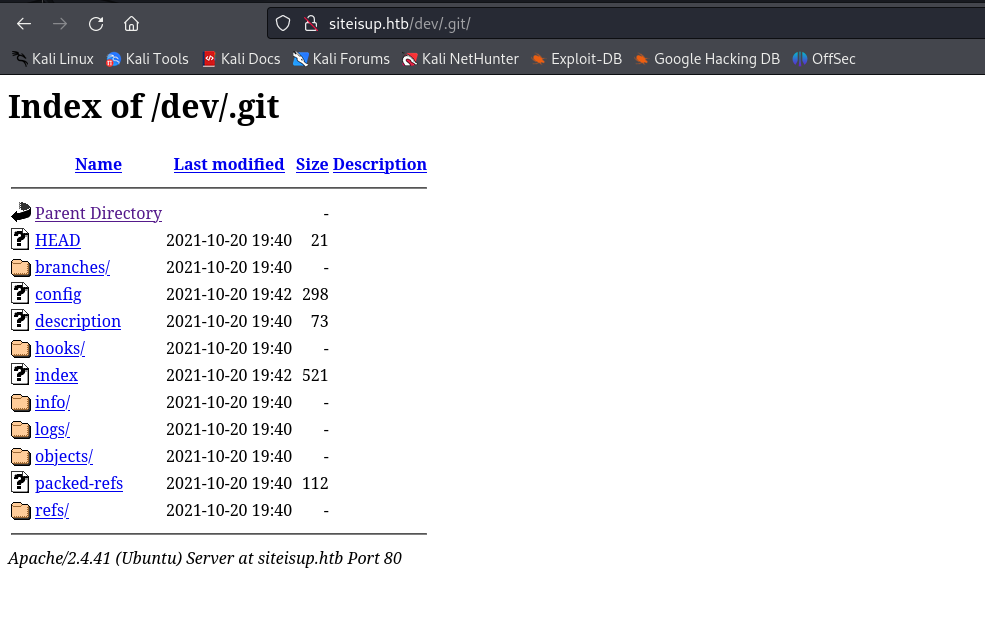 siteisup.htb/dev/.git/
Kali Linux Kali Tools Kali Docs Kali Forums Kali NetHunter Exploit-DB Google Hacking DB OffSec
Index of /dev/.git
Name Last modified Size Description
Parent Directory -
HEAD 2021-10-20 19:40 21
branches/ 2021-10-20 19:40 -
config 2021-10-20 19:42 298
description 2021-10-20 19:40 73
hooks/ 2021-10-20 19:40 -
index 2021-10-20 19:42 521
info/ 2021-10-20 19:40 -
logs/ 2021-10-20 19:40 -
objects/ 2021-10-20 19:40 -
packed-refs 2021-10-20 19:40 112
refs/ 2021-10-20 19:40 -
Apache/2.4.41 (Ubuntu) Server at siteisup.htb Port 80